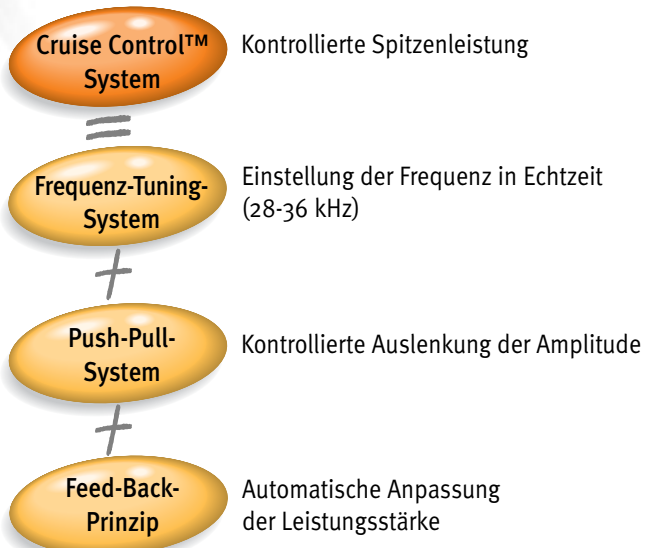 Cruise Control™
System
Kontrollierte Spitzenleistung
=
Frequenz-Tuning-
System
Einstellung der Frequenz in Echtzeit
(28-36 kHz)
+
Push-Pull-
System
Kontrollierte Auslenkung der Amplitude
+
Feed-Back-
Prinzip
Automatische Anpassung
der Leistungsstärke